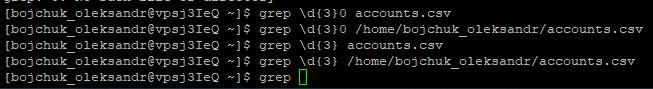 [bojchuk_oleksandr@vpsj3IeQ ~]$ grep \d{3}0 accounts.csv
[bojchuk_oleksandr@vpsj3IeQ ~]$ grep \d{3}0 /home/bojchuk_oleksandr/accounts.csv
[bojchuk_oleksandr@vpsj3IeQ ~]$ grep \d{3} accounts.csv
[bojchuk_oleksandr@vpsj3IeQ ~]$ grep \d{3} /home/bojchuk_oleksandr/accounts.csv
[bojchuk_oleksandr@vpsj3IeQ ~]$ grep